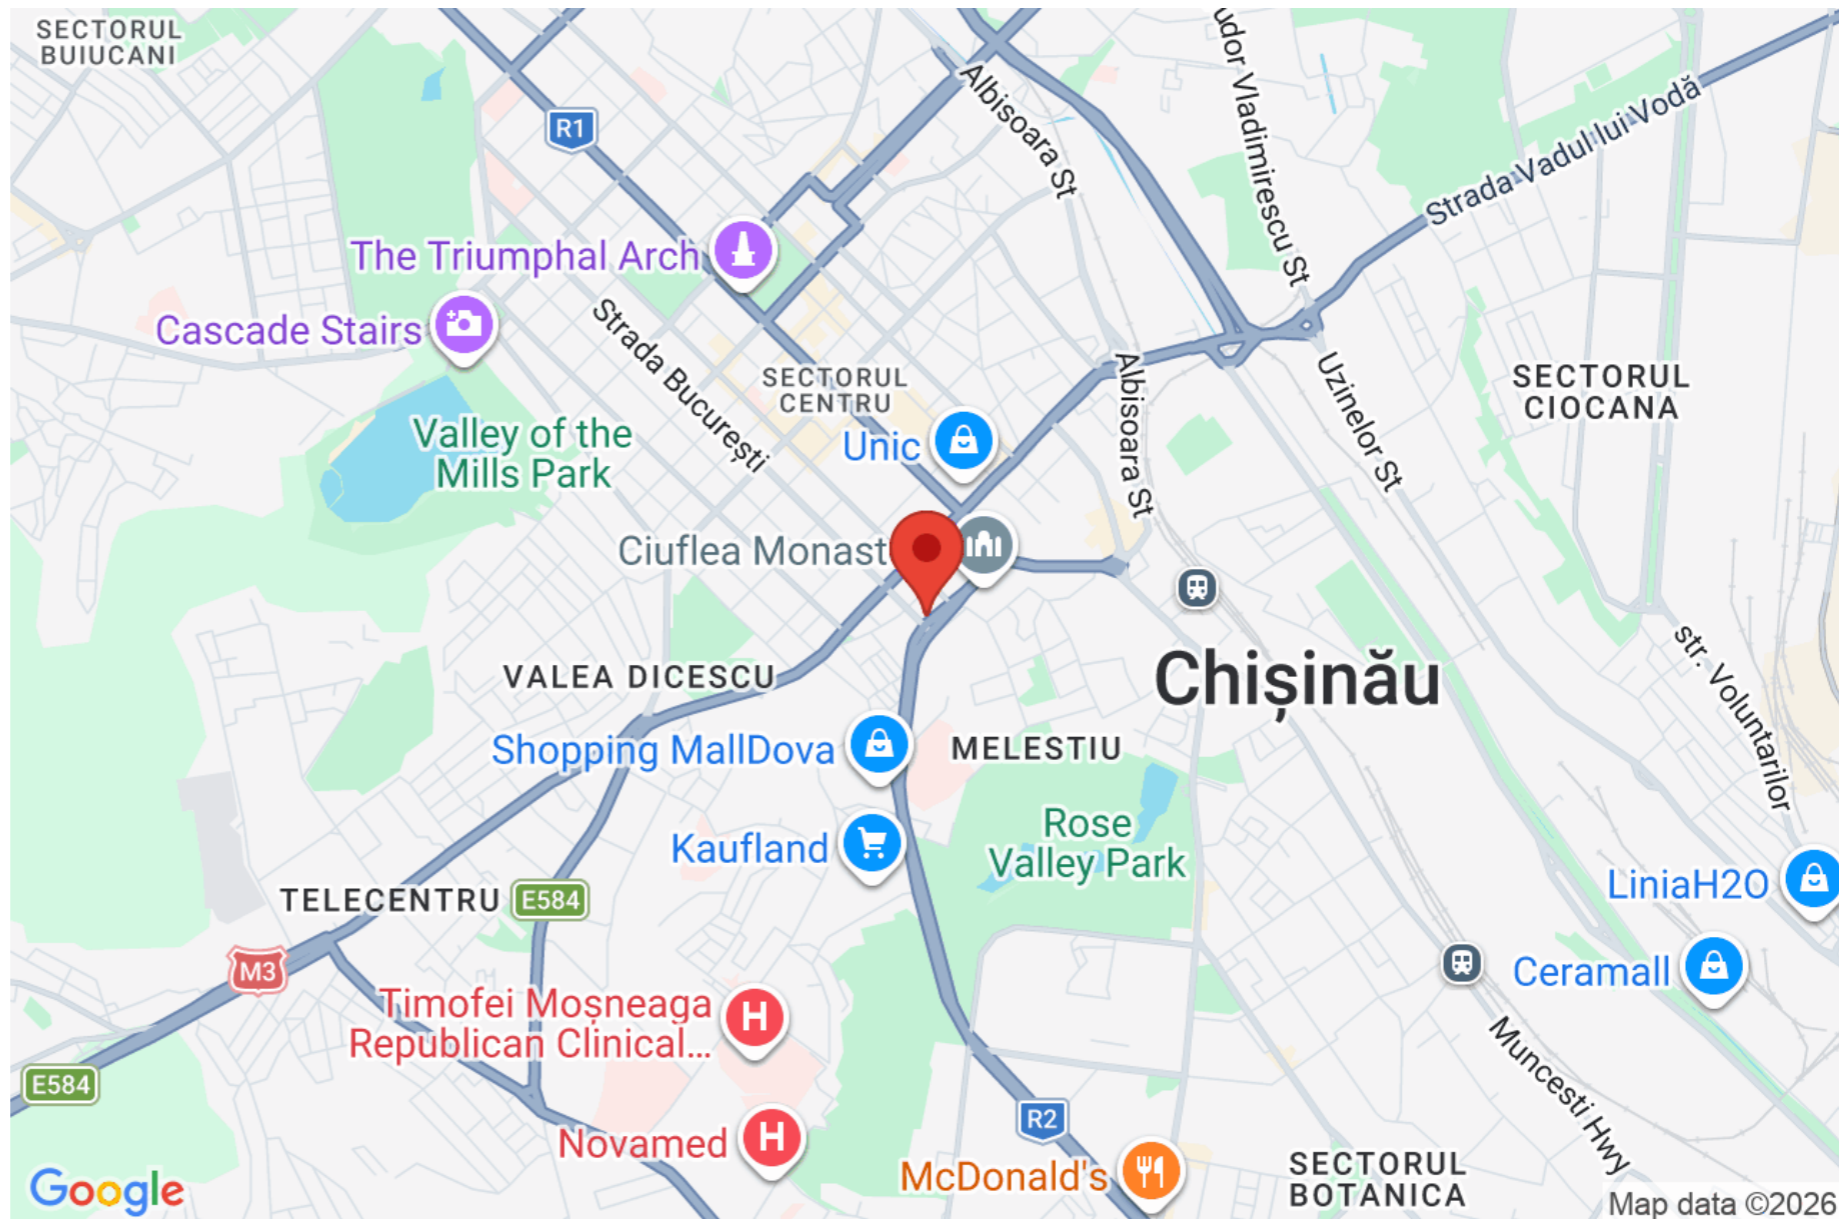 SECTORUL
BUIUCANI
R1
Albisoara St
udor Vladimirescu St
Strada Vadul lui Vodă
The Triumphal Arch
Cascade Stairs
Strada București
SECTORUL
CENTRU
Albisoara St
Uzinelor St
SECTORUL
CIOCANA
Valley of the
Mills Park
Unic
Ciuflea Monast
VALEA DICESCU
Chișinău
str. Voluntarilor
Shopping MallDova
MELESTIU
Kaufland
Rose
Valley Park
TELECENTRU
E584
LiniaH2O
M3
Ceramall
Timofei Moșneaga
Republican Clinical...
H
Muncesti Hwy
E584
R2
Novamed
H
McDonald's
SECTORUL
BOTANICA
Google
Map data ©2026